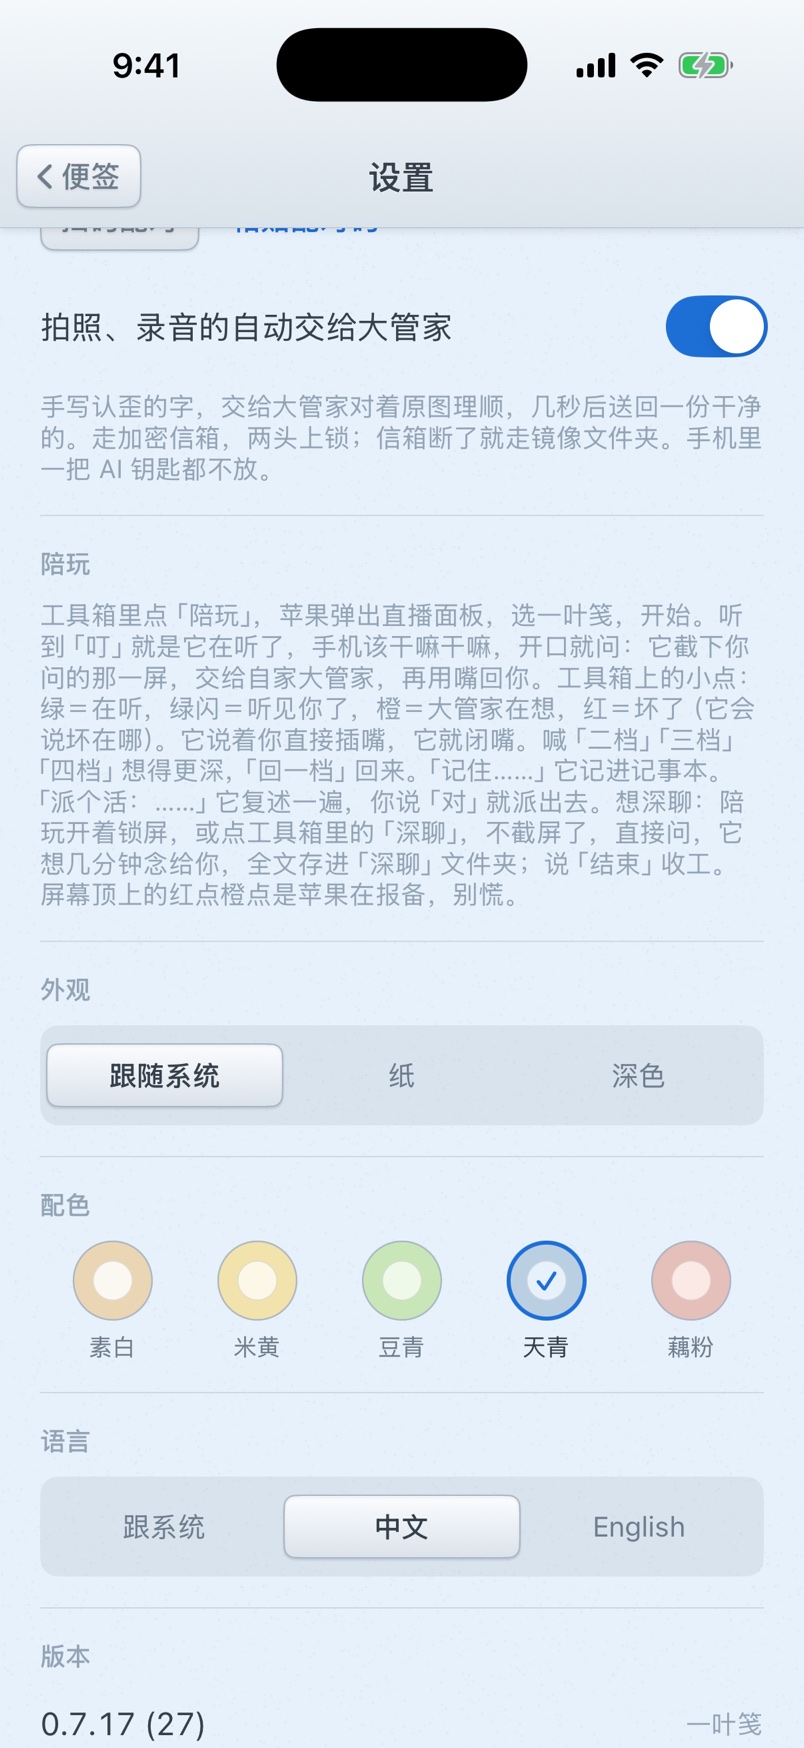 9:41
便签
设置
拍照、录音的自动交给大管家
手写认歪的字，交给大管家对着原图理顺，几秒后送回一份干净
的。走加密信箱，两头上锁；信箱断了就走镜像文件夹。手机里
一把 AI 钥匙都不放。
陪玩
工具箱里点「陪玩」，苹果弹出直播面板，选一叶笺，开始。听
到「叮」就是它在听了，手机该干嘛干嘛，开口就问：它截下你
问的那一屏，交给自家大管家，再用嘴回你。工具箱上的小点：
绿＝在听，绿闪＝听见你了，橙＝大管家在想，红＝坏了（它会
说坏在哪）。它说着你直接插嘴，它就闭嘴。喊「二档」「三档」
「四档」想得更深，「回一档」回来。「记住……」它记进记事本。
「派个活：……」它复述一遍，你说「对」就派出去。想深聊：陪
玩开着锁屏，或点工具箱里的「深聊」，不截屏了，直接问，它
想几分钟念给你，全文存进「深聊」文件夹；说「结束」收工。
屏幕顶上的红点橙点是苹果在报备，别慌。
外观
跟随系统 纸 深色
配色
素白 米黄 豆青 天青 藕粉
语言
跟系统 中文 English
版本
0.7.17 (27) 一叶笺